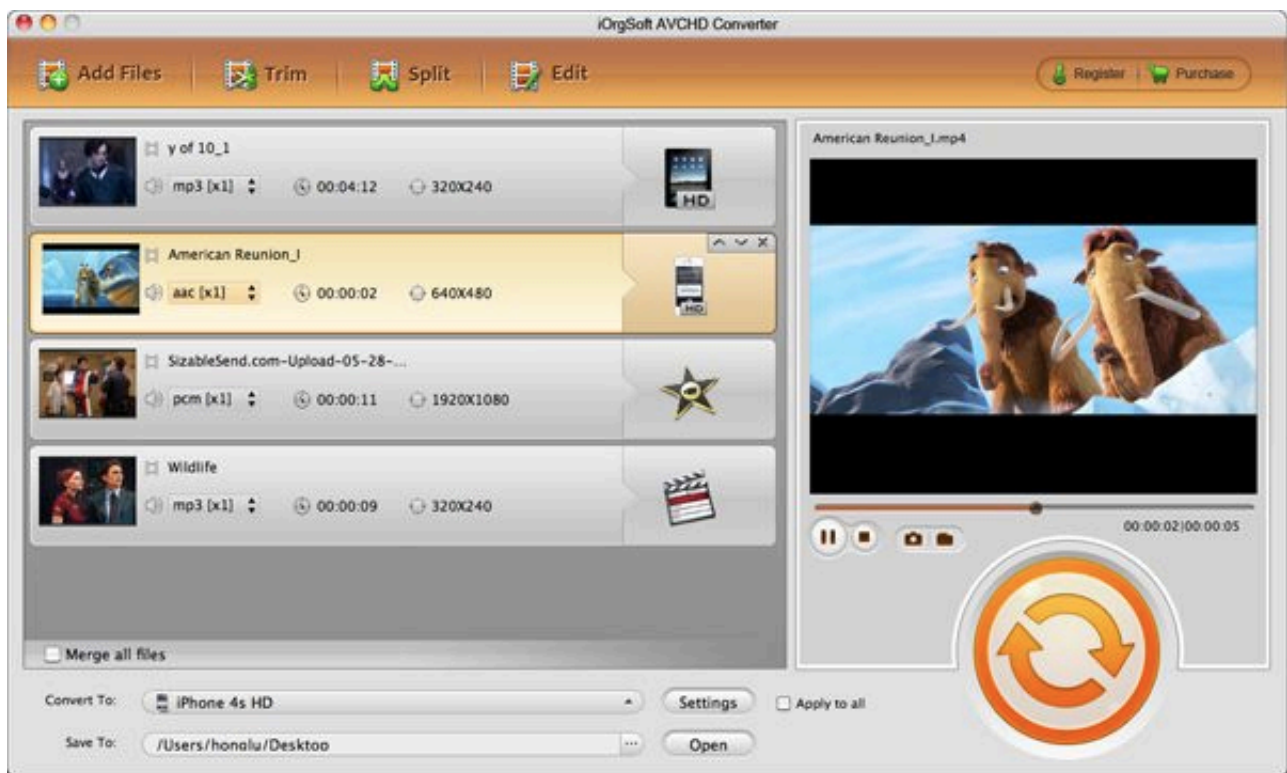 iOrgSoft AVCHD Converter
Add Files Trim Split Edit
Register Purchase
y of 10_1
mp3 [x1] 00:04:12 320X240
HD
American Reunion_I
aac [x1] 00:00:02 640X480
HD
SizableSend.com-Upload-05-28-...
pcm [x1] 00:00:11 1920X1080
Wildlife
mp3 [x1] 00:00:09 320X240
Merge all files
American Reunion_I.mp4
00:00:02|00:00:05
Convert To: iPhone 4s HD Settings Apply to all
Save To: /Users/honglu/Desktop ... Open